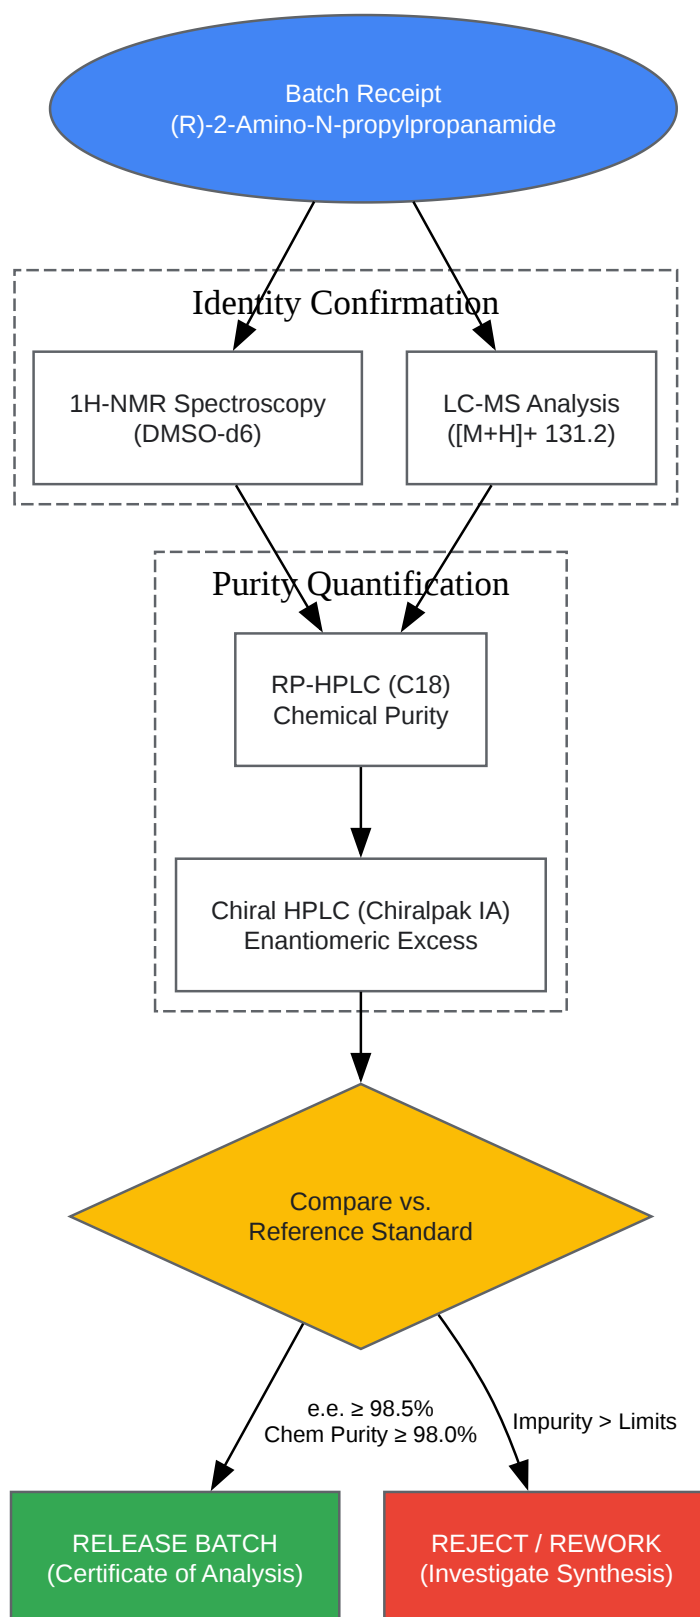 Batch Receipt
(R)-2-Amino-N-propylpropanamide
Identity Confirmation
1H-NMR Spectroscopy
(DMSO-d6)
LC-MS Analysis
([M+H]+ 131.2)
Purity Quantification
RP-HPLC (C18)
Chemical Purity
Chiral HPLC (Chiralpak IA)
Enantiomeric Excess
Compare vs.
Reference Standard
e.e. ≥ 98.5%
Chem Purity ≥ 98.0%
Impurity > Limits
RELEASE BATCH
(Certificate of Analysis)
REJECT / REWORK
(Investigate Synthesis)